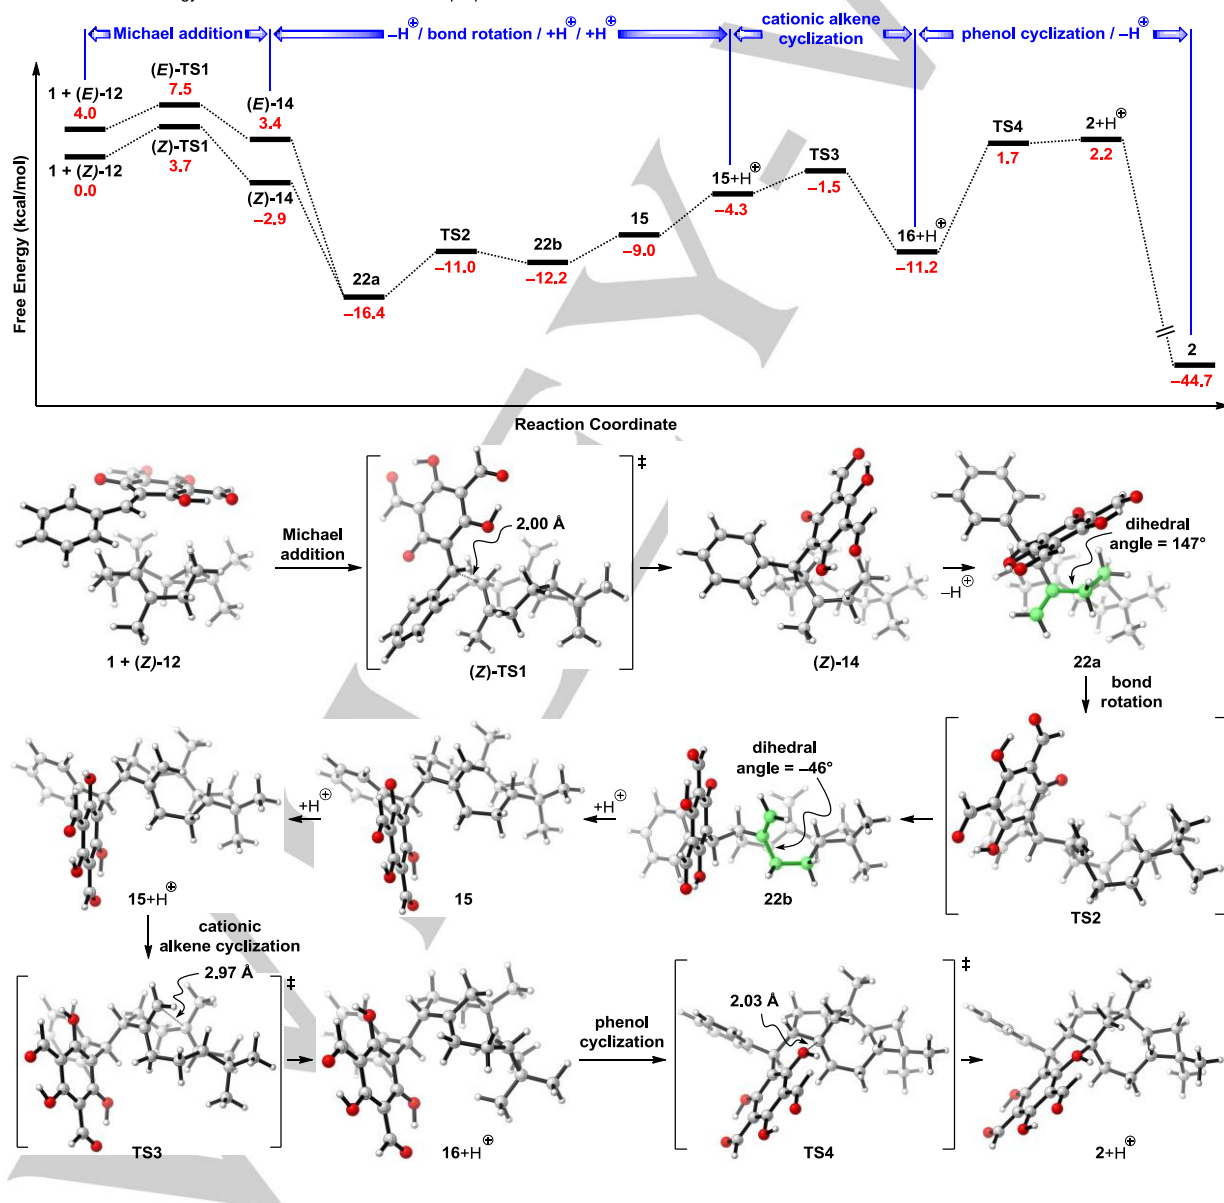 cationic alkene
cyclization
Michael addition
–H⊕/ bond rotation / +H⊕/ +H⊕
phenol cyclization / –H⊕
Free Energy (kcal/mol)
1 + (E)-12
4.0
1 + (Z)-12
0.0
(E)-TS1
7.5
(Z)-TS1
3.7
(E)-14
3.4
(Z)-14
–2.9
22a
–16.4
TS2
–11.0
22b
–12.2
15
–9.0
15+H⊕
–4.3
TS3
–1.5
16+H⊕
–11.2
TS4
1.7
2+H⊕
2.2
2
–44.7
Reaction Coordinate
1 + (Z)-12
Michael
addition
2.00 Å
‡
(Z)-TS1
(Z)-14
–H⊕
dihedral
angle = 147°
22a
bond
rotation
TS2
dihedral
angle = –46°
22b
+H⊕
15
+H⊕
15+H⊕
cationic
alkene cyclization
2.97 Å
‡
TS3
16+H⊕
phenol
cyclization
2.03 Å
‡
TS4
2+H⊕